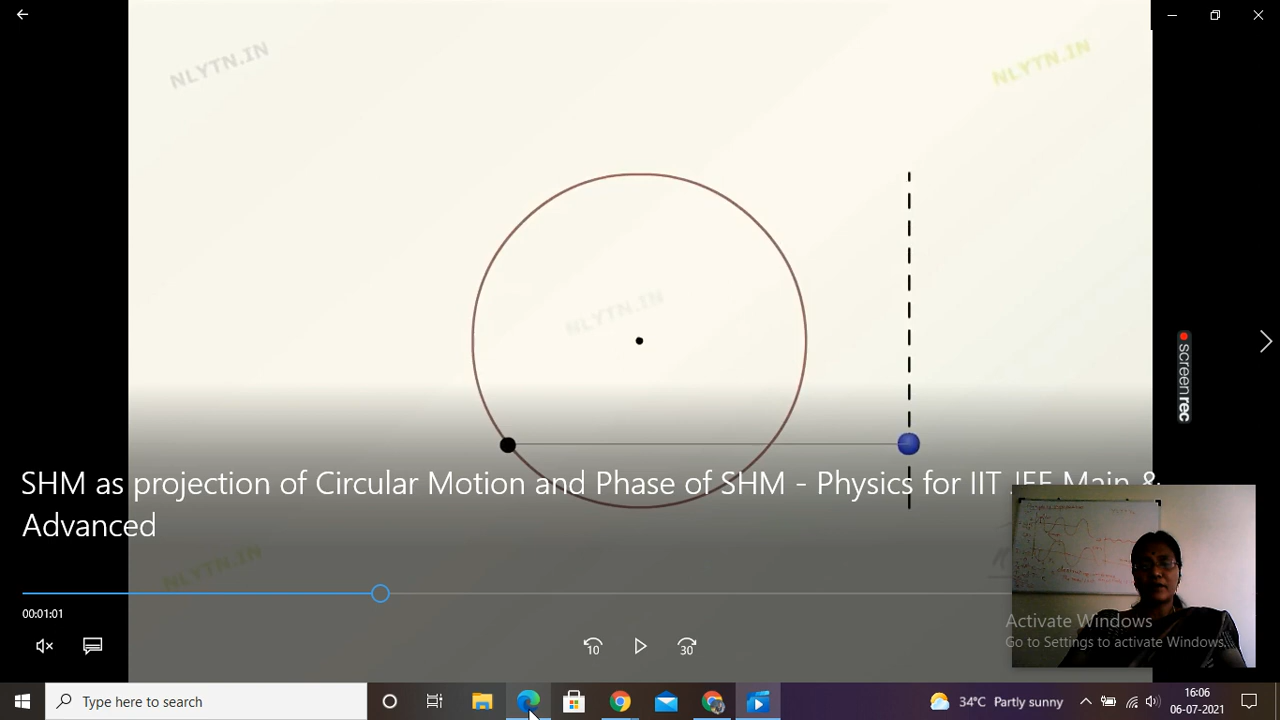 NLYTN.IN
NLYTN.IN
NLYTN.IN
screenrec
SHM as projection of Circular Motion and Phase of SHM - Physics for IIT JEE Main &
Advanced
NLYTN.IN
00:01:01
Activate Windows
Go to Settings to activate Windows.
10
30
Type here to search
34°C Partly sunny
16:06
06-07-2021